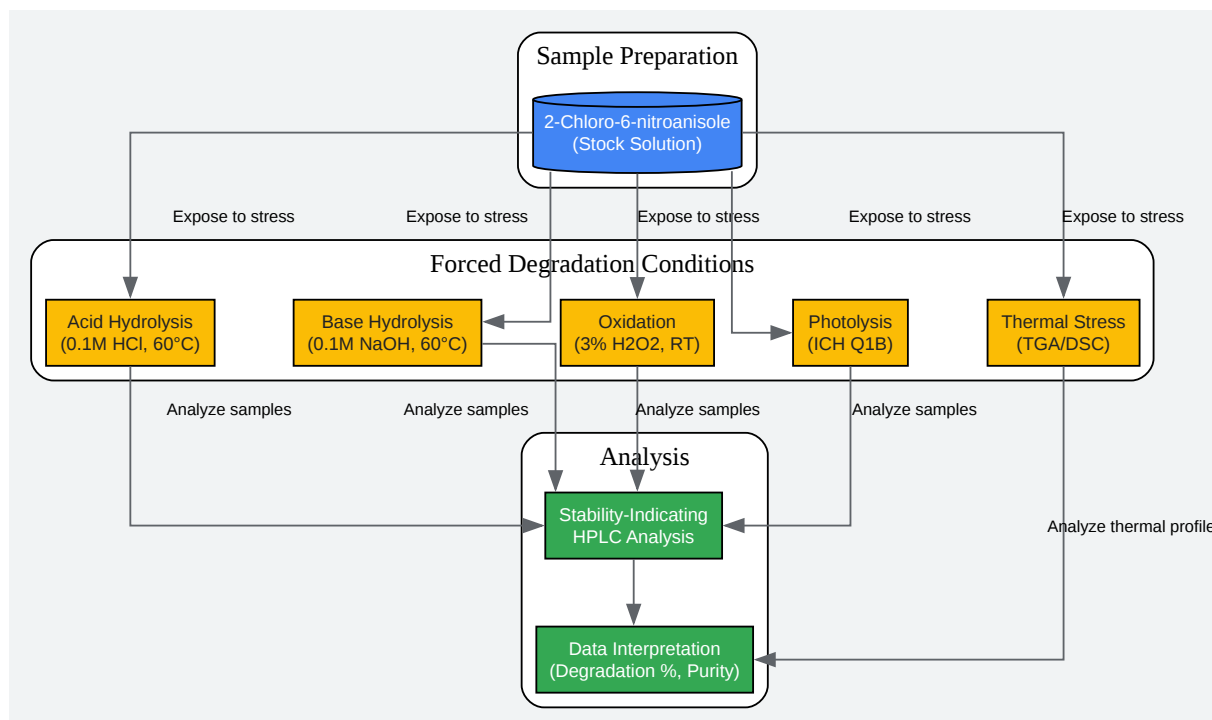 Sample Preparation
2-Chloro-6-nitroanisole
(Stock Solution)
Expose to stress
Expose to stress
Expose to stress
Expose to stress
Expose to stress
Forced Degradation Conditions
Acid Hydrolysis
(0.1M HCl, 60°C)
Base Hydrolysis
(0.1M NaOH, 60°C)
Oxidation
(3% H2O2, RT)
Photolysis
(ICH Q1B)
Thermal Stress
(TGA/DSC)
Analyze samples
Analyze samples
Analyze samples
Analyze samples
Analysis
Stability-Indicating
HPLC Analysis
Analyze thermal profile
Data Interpretation
(Degradation %, Purity)